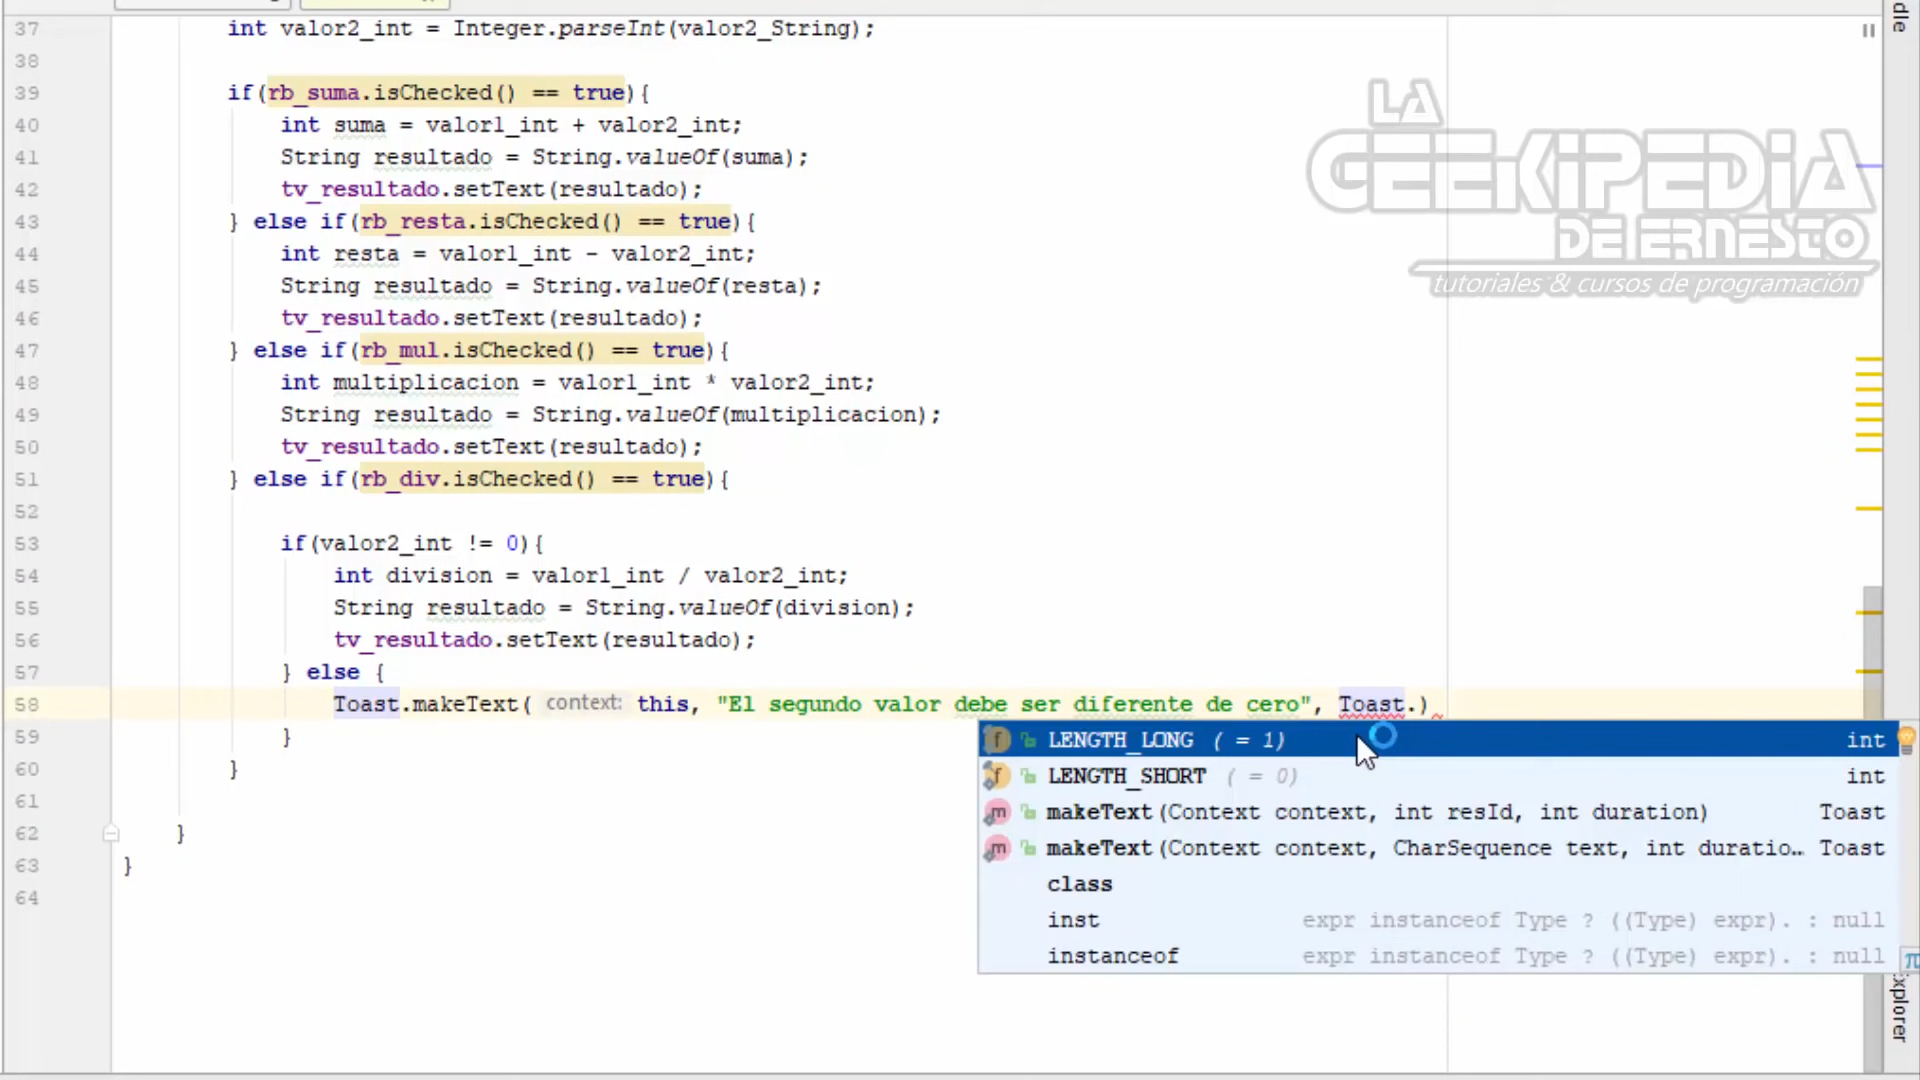 37 int valor2_int = Integer.parseInt(valor2_String);
38
39 if(rb_suma.isChecked() == true){
40 int suma = valor1_int + valor2_int;
41 String resultado = String.valueOf(suma);
42 tv_resultado.setText(resultado);
43 } else if(rb_resta.isChecked() == true){
44 int resta = valor1_int - valor2_int;
45 String resultado = String.valueOf(resta);
46 tv_resultado.setText(resultado);
47 } else if(rb_mul.isChecked() == true){
48 int multiplicacion = valor1_int * valor2_int;
49 String resultado = String.valueOf(multiplicacion);
50 tv_resultado.setText(resultado);
51 } else if(rb_div.isChecked() == true){
52
53 if(valor2_int != 0){
54 int division = valor1_int / valor2_int;
55 String resultado = String.valueOf(division);
56 tv_resultado.setText(resultado);
57 } else {
58 Toast.makeText( context: this, "El segundo valor debe ser diferente de cero", Toast.)
59 }
60 }
61
62 }
63 }
64
LENGTH_LONG ( = 1) int
LENGTH_SHORT ( = 0) int
makeText(Context context, int resId, int duration) Toast
makeText(Context context, CharSequence text, int duratio… Toast
class
inst expr instanceof Type ? ((Type) expr). : null
instanceof expr instanceof Type ? ((Type) expr). : null
LA
GEEKIPEDIA
DE ERNESTO
tutoriales & cursos de programación
dle
xplorer